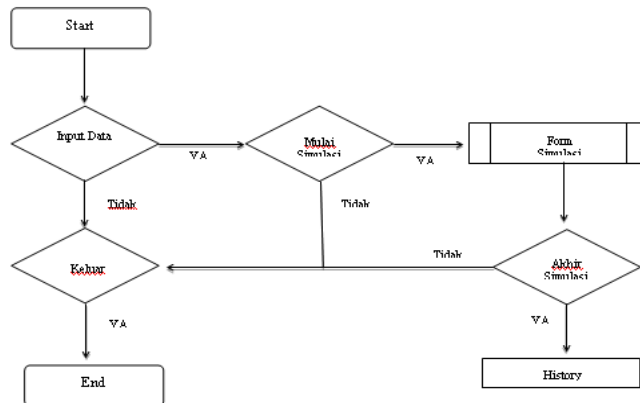 Start
Input Data
YA
Mulai
Simulasi
YA
Form
Simulasi
Tidak
Tidak
Keluar
Tidak
Akhir
Simulasi
YA
YA
End
History